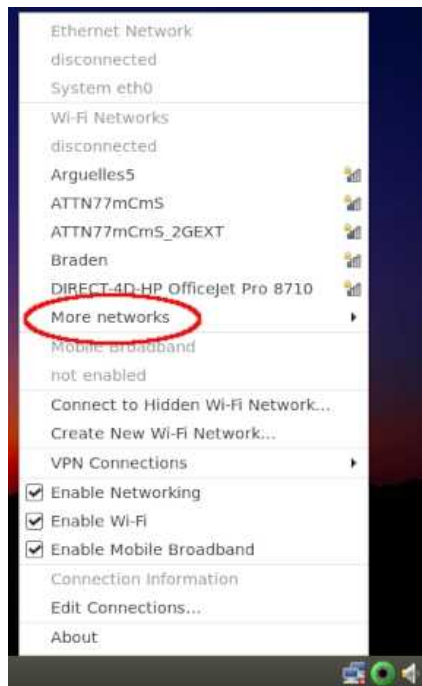 Ethernet Network
disconnected
System eth0
Wi-Fi Networks
disconnected
Arguelles5
ATTN77mCmS
ATTN77mCmS_2GEXT
Braden
DIRECT-4D-HP OfficeJet Pro 8710
More networks
Mobile Broadband
not enabled
Connect to Hidden Wi-Fi Network...
Create New Wi-Fi Network...
VPN Connections
Enable Networking
Enable Wi-Fi
Enable Mobile Broadband
Connection Information
Edit Connections...
About